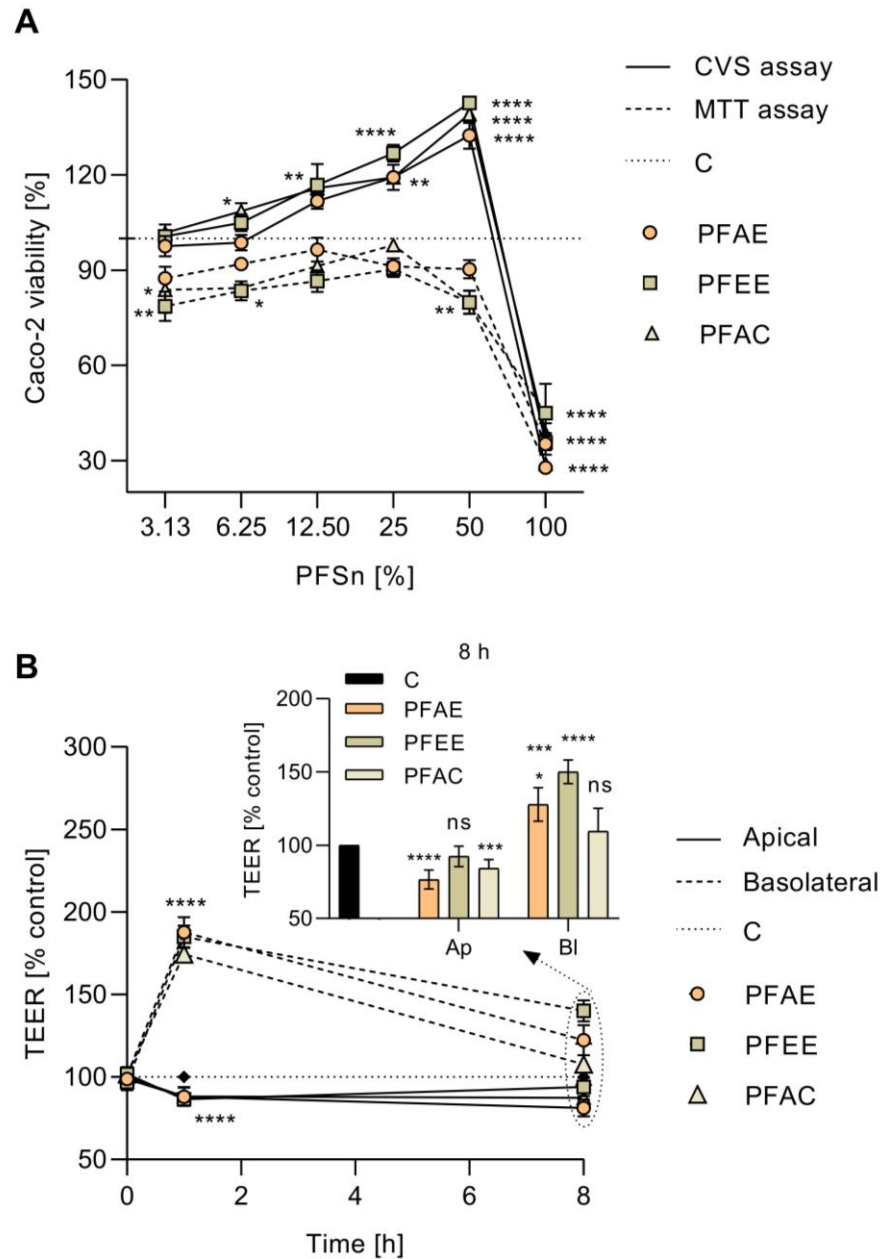 A
150
120
90
60
30
Caco-2 viability [%]
3.13 6.25 12.50 25 50 100
PFSn [%]
* ** **** **** **** ****
**
* ** * **
**** **** ****
CVS assay
MTT assay
C
PFAE
PFEE
PFAC
B
300
250
200
150
100
50
TEER [% control]
0 2 4 6 8
Time [h]
****
****
8 h
C
PFAE
PFEE
PFAC
200
150
100
50
TEER [% control]
**** ns *** *** * **** ns
Ap Bl
Apical
Basolateral
C
PFAE
PFEE
PFAC